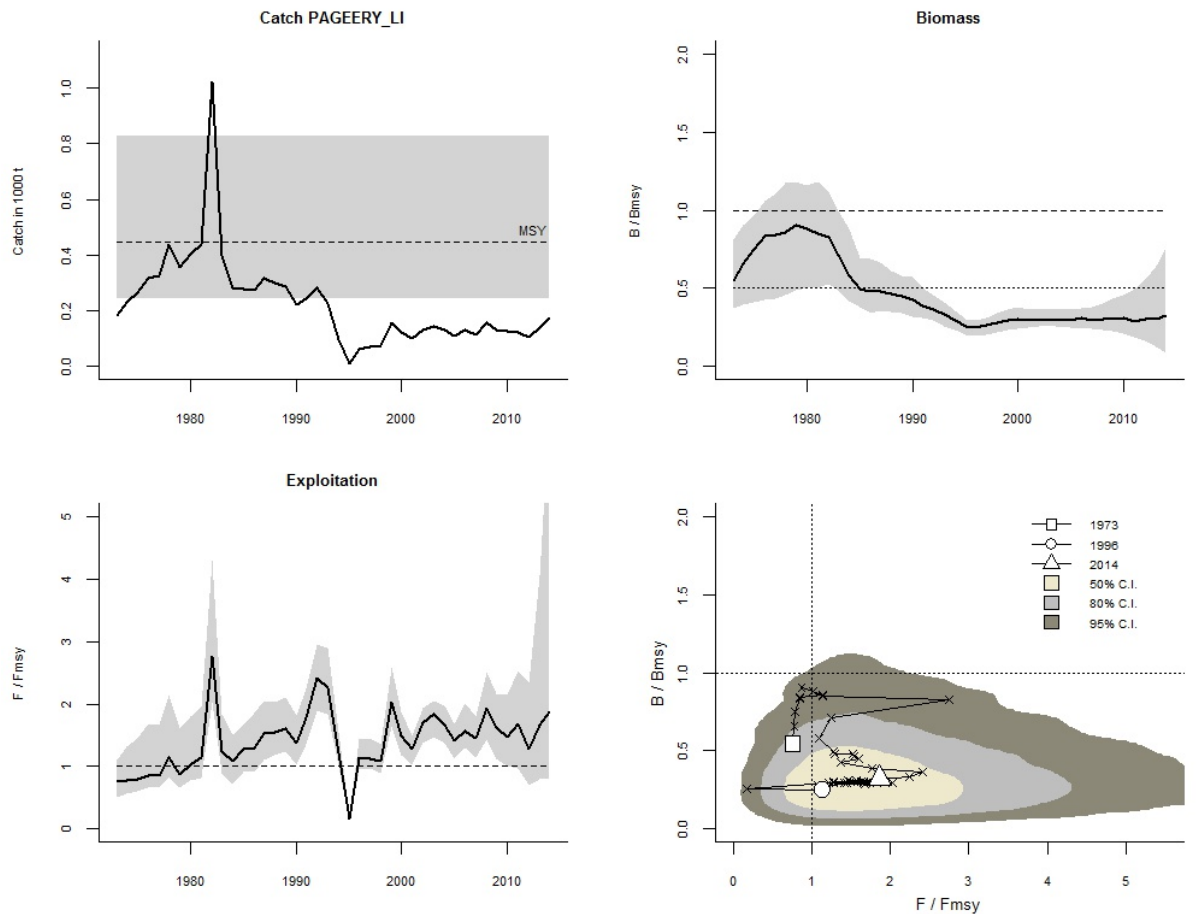 Catch PAGEERY_LI
Catch in 1000 t
1.0
0.8
0.6
0.4
0.2
0.0
MSY
1980 1990 2000 2010
Biomass
B / Bmsy
2.0
1.5
1.0
0.5
0.0
1980 1990 2000 2010
Exploitation
F / Fmsy
5
4
3
2
1
0
1980 1990 2000 2010
B / Bmsy
2.0
1.5
1.0
0.5
0.0
1973
1996
2014
50% C.I.
80% C.I.
95% C.I.
0 1 2 3 4 5
F / Fmsy